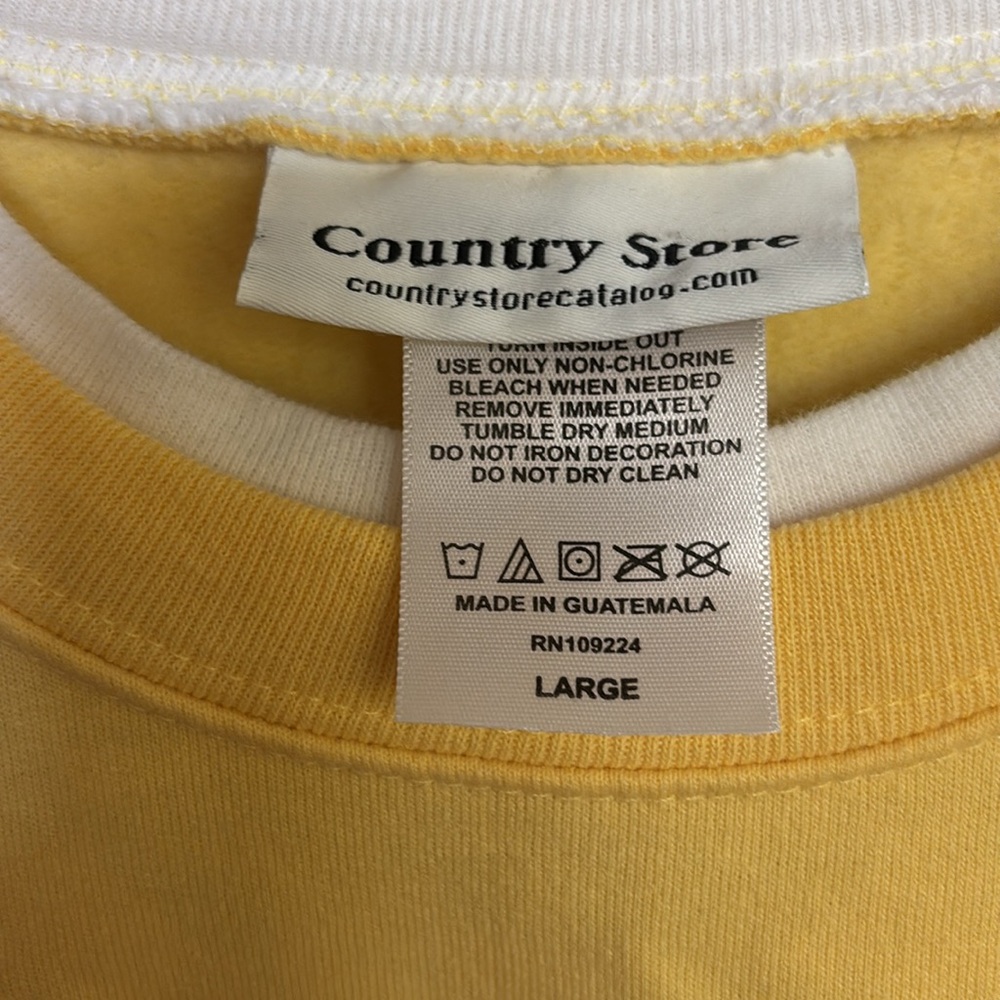 Country Store
countrystorecatalog.com
TURN INSIDE OUT
USE ONLY NON-CHLORINE
BLEACH WHEN NEEDED
REMOVE IMMEDIATELY
TUMBLE DRY MEDIUM
DO NOT IRON DECORATION
DO NOT DRY CLEAN
MADE IN GUATEMALA
RN109224
LARGE